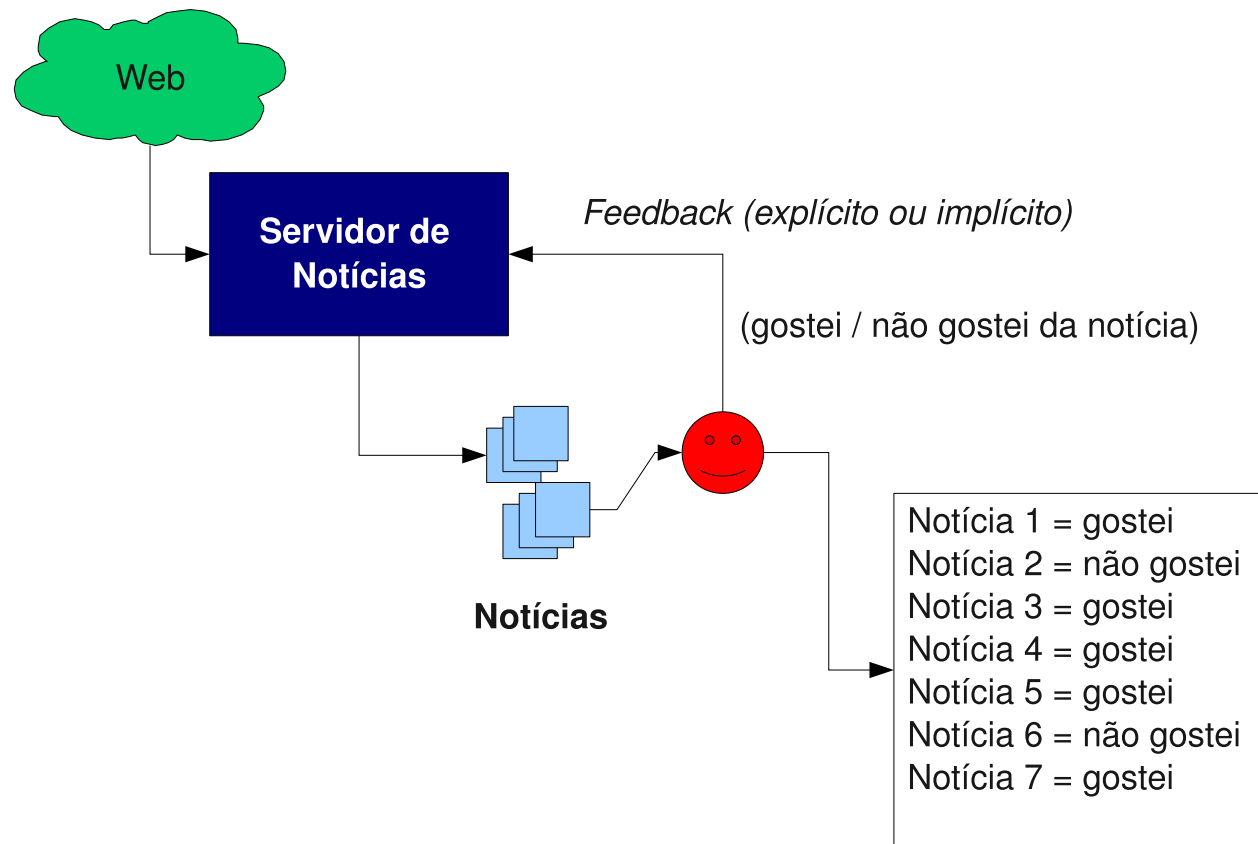 Web
Servidor de
Notícias
Feedback (explícito ou implícito)
(gostei / não gostei da notícia)
Notícias
Notícia 1 = gostei
Notícia 2 = não gostei
Notícia 3 = gostei
Notícia 4 = gostei
Notícia 5 = gostei
Notícia 6 = não gostei
Notícia 7 = gostei